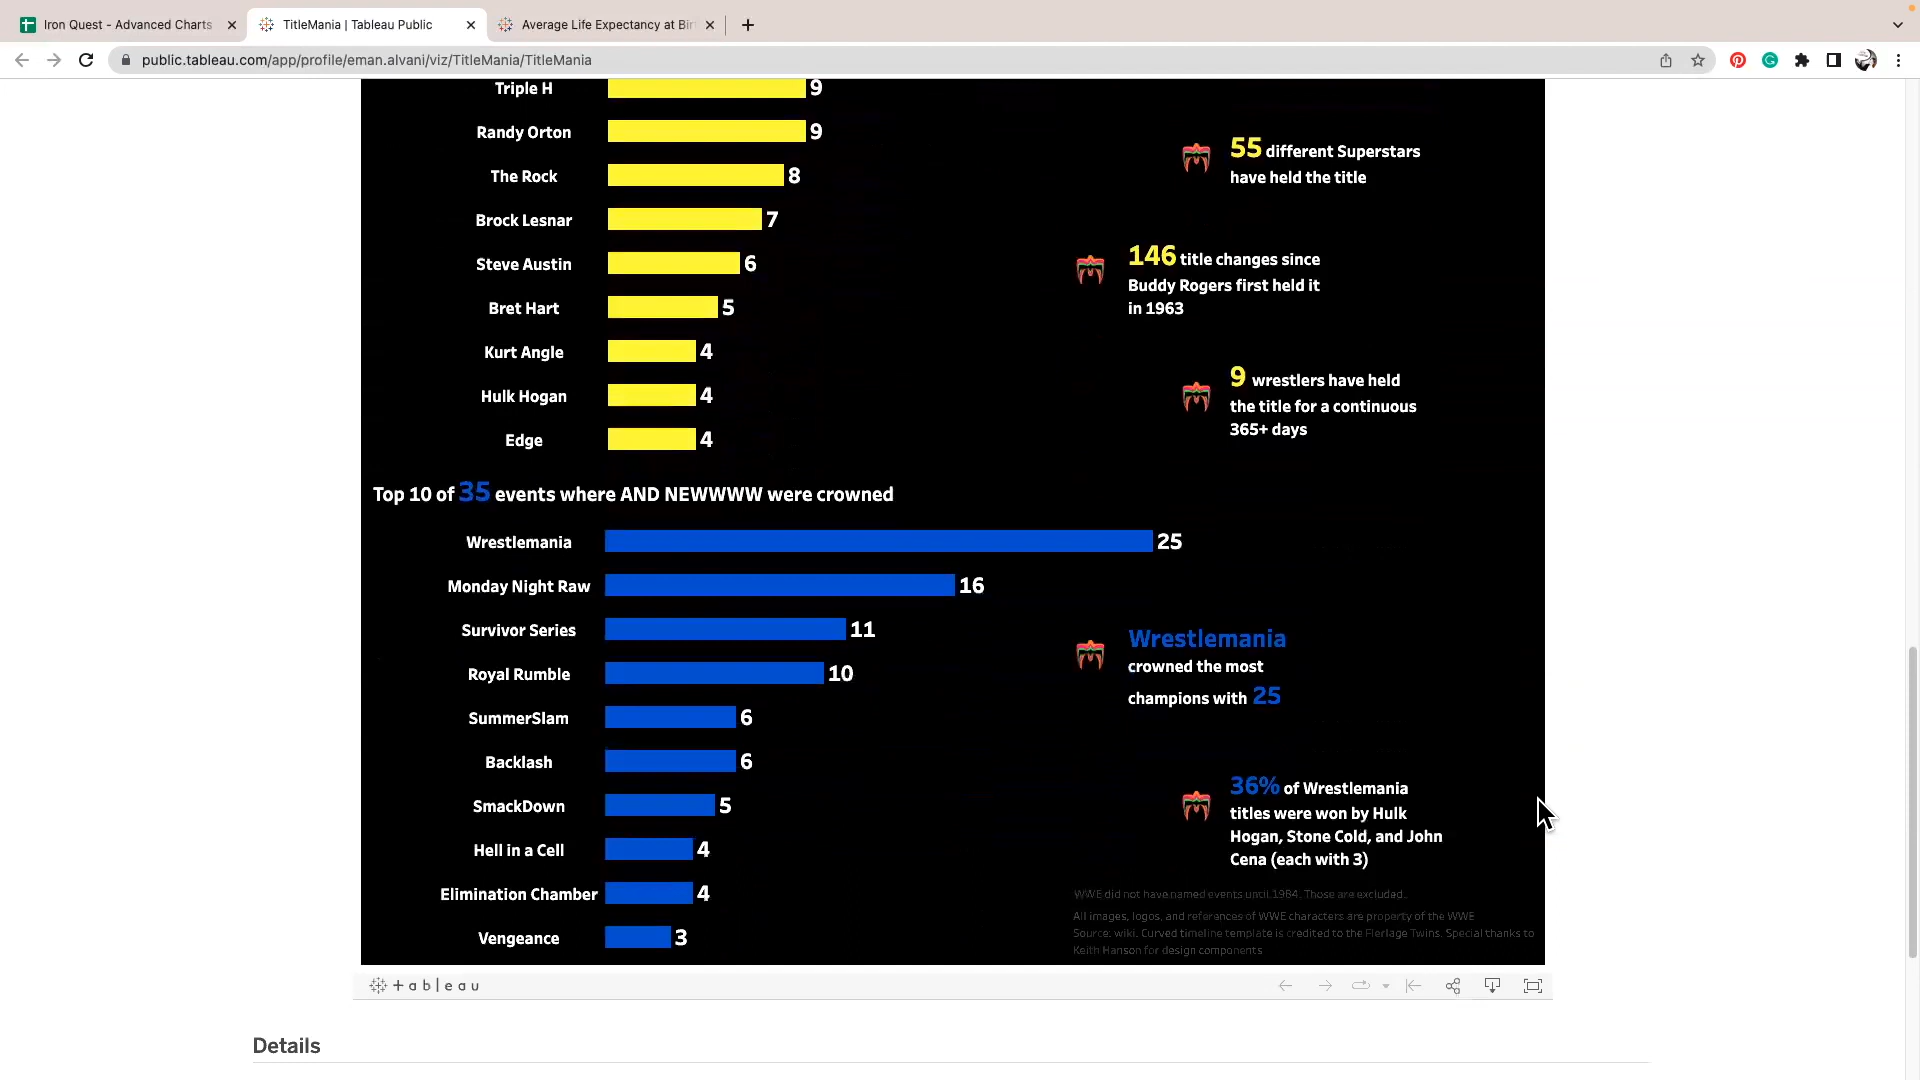 Iron Quest - Advanced Charts
TitleMania | Tableau Public
Average Life Expectancy at Bir
public.tableau.com/app/profile/eman.alvani/viz/TitleMania/TitleMania
Triple H 9
Randy Orton 9
The Rock 8
Brock Lesnar 7
Steve Austin 6
Bret Hart 5
Kurt Angle 4
Hulk Hogan 4
Edge 4
55 different Superstars
have held the title
146 title changes since
Buddy Rogers first held it
in 1963
9 wrestlers have held
the title for a continuous
365+ days
Top 10 of 35 events where AND NEWWWW were crowned
Wrestlemania 25
Monday Night Raw 16
Survivor Series 11
Royal Rumble 10
SummerSlam 6
Backlash 6
SmackDown 5
Hell in a Cell 4
Elimination Chamber 4
Vengeance 3
Wrestlemania
crowned the most
champions with 25
36% of Wrestlemania
titles were won by Hulk
Hogan, Stone Cold, and John
Cena (each with 3)
WWE did not have named events until 1984. Those are excluded.
All images, logos, and references of WWE characters are property of the WWE
Source: wiki. Curved timeline template is credited to the Flerlage Twins. Special thanks to
Keith Hanson for design components
+ableau
Details